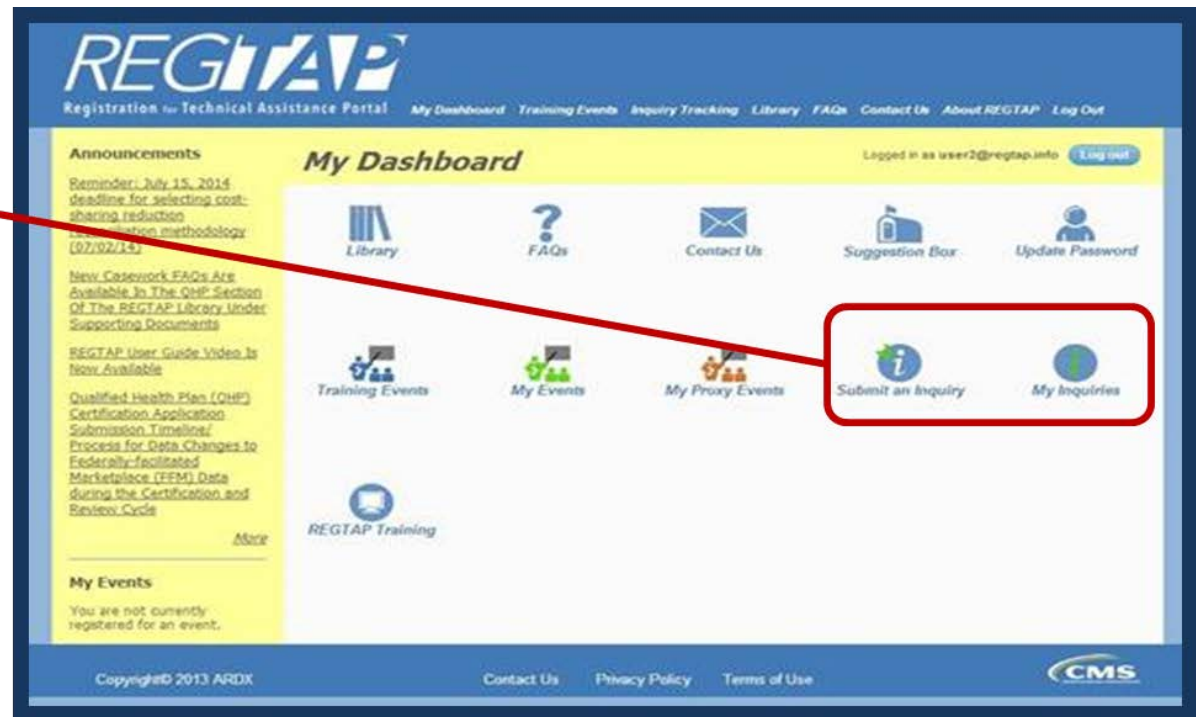 REGTAP
Registration for Technical Assistance Portal
My Dashboard Training Events Inquiry Tracking Library FAQs Contact Us About REGTAP Log Out
Announcements
Reminder: July 15, 2014
deadline for selecting cost-
sharing reduction
reconciliation methodology
(07/02/14)
New Casework FAQs Are
Available In The QHP Section
Of The REGTAP Library Under
Supporting Documents
REGTAP User Guide Video Is
Now Available
Qualified Health Plan (QHP)
Certification Application
Submission Timeline/
Process for Data Changes to
Federally-facilitated
Marketplace (FFM) Data
during the Certification and
Review Cycle
More
My Events
You are not currently
registered for an event.
My Dashboard
Logged in as user2@regtap.info Log out
Library FAQs Contact Us Suggestion Box Update Password
Training Events My Events My Proxy Events Submit an Inquiry My Inquiries
REGTAP Training
Copyright© 2013 ARDX Contact Us Privacy Policy Terms of Use CMS